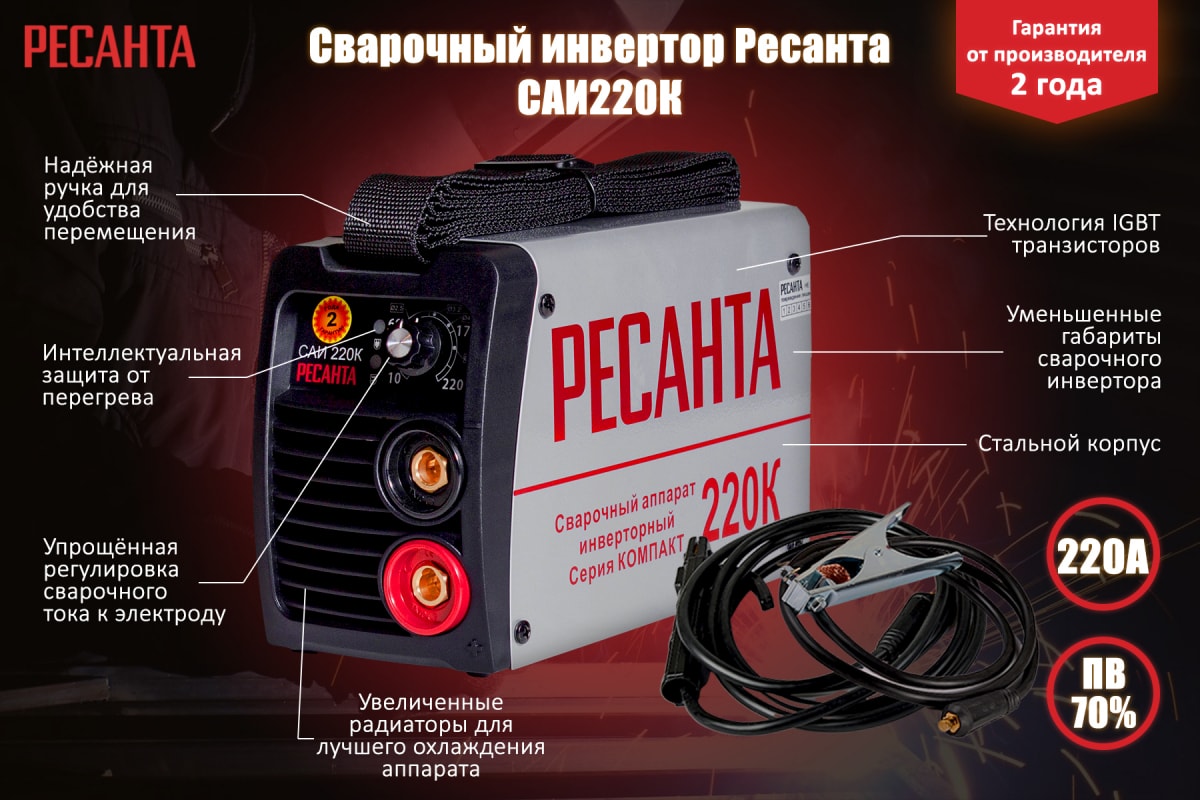 РЕСАНТА
Сварочный инвертор Ресанта
САИ220К
Гарантия
от производителя
2 года
Надёжная
ручка для
удобства
перемещения
Технология IGBT
транзисторов
Уменьшенные
габариты
сварочного
инвертора
Интеллектуальная
защита от
перегрева
Стальной корпус
2
САИ 220К
РЕСАНТА
10
17
220
РЕСАНТА
РЕСАНТА
Сварочный аппарат
инверторный
Серия КОМПАКТ
220К
Упрощённая
регулировка
сварочного
тока к электроду
220А
ПВ
70%
Увеличенные
радиаторы для
лучшего охлаждения
аппарата